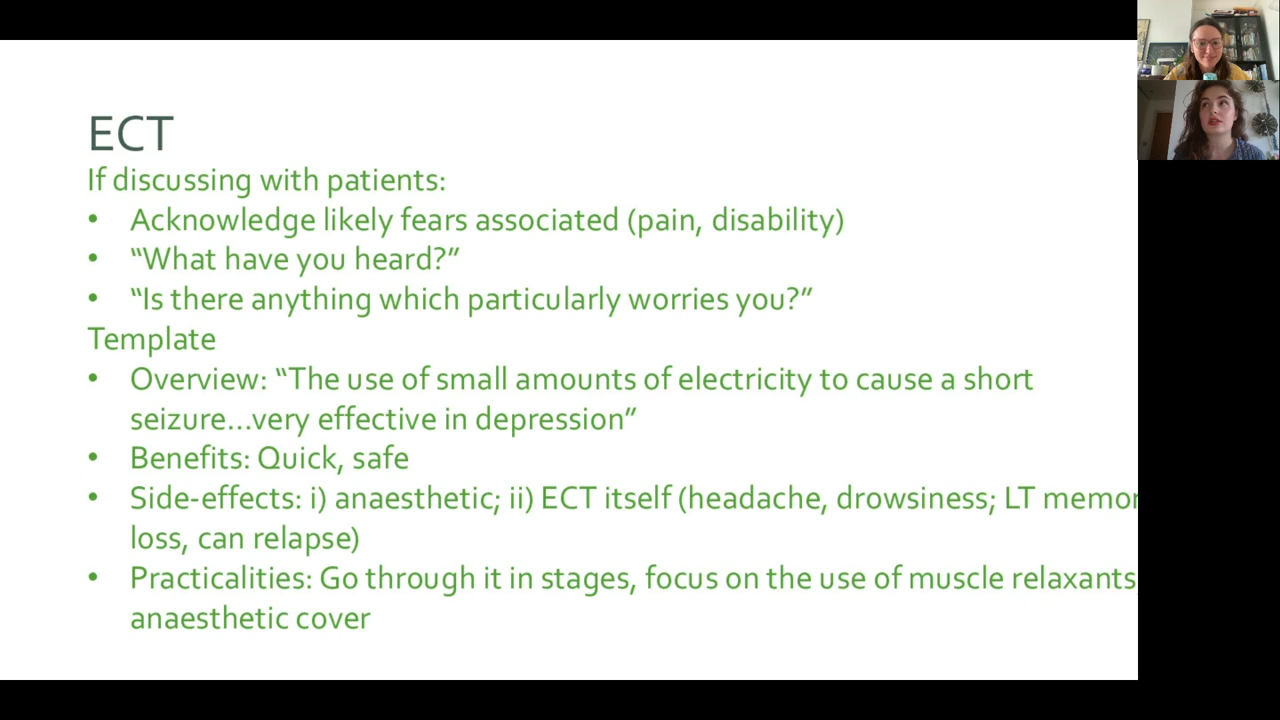 ECT
If discussing with patients:
• Acknowledge likely fears associated (pain, disability)
• “What have you heard?”
• “Is there anything which particularly worries you?”
Template
• Overview: “The use of small amounts of electricity to cause a short
seizure…very effective in depression”
• Benefits: Quick, safe
• Side-effects: i) anaesthetic; ii) ECT itself (headache, drowsiness; LT
loss, can relapse)
• Practicalities: Go through it in stages, focus on the use of muscle relaxants,
anaesthetic cover